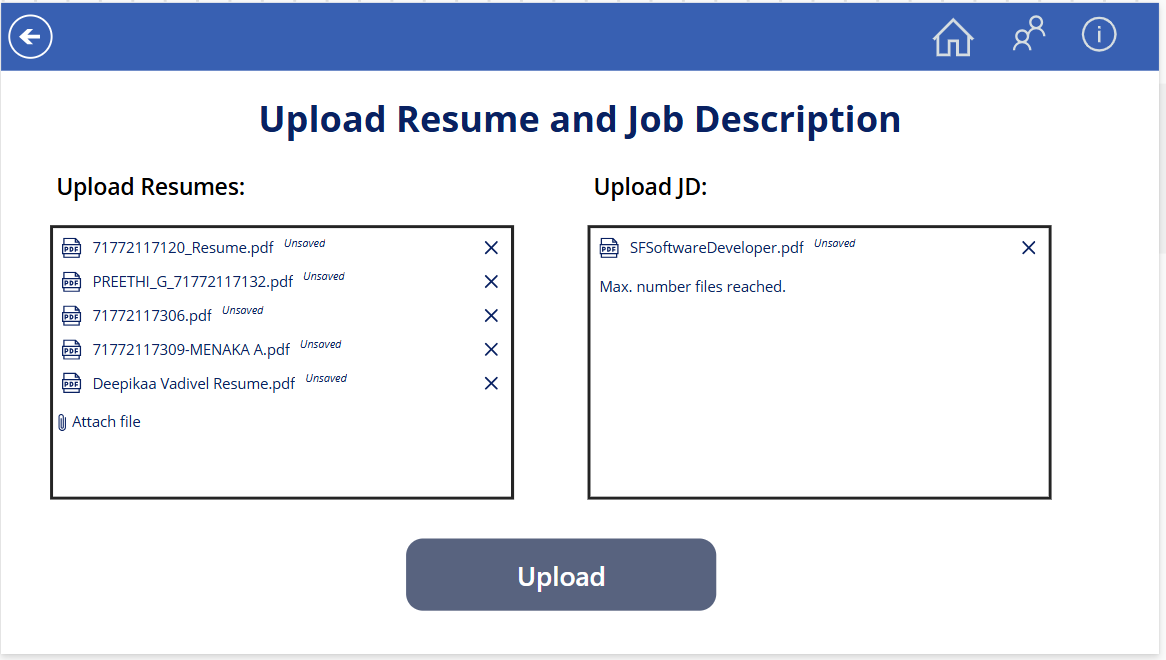 Upload Resume and Job Description
Upload Resumes:
PDF 71772117120_Resume.pdf Unsaved
PDF PREETHI_G_71772117132.pdf Unsaved
PDF 71772117306.pdf Unsaved
PDF 71772117309-MENAKA A.pdf Unsaved
PDF Deepikaa Vadivel Resume.pdf Unsaved
Attach file
Upload JD:
PDF SFSoftwareDeveloper.pdf Unsaved
Max. number files reached.
Upload